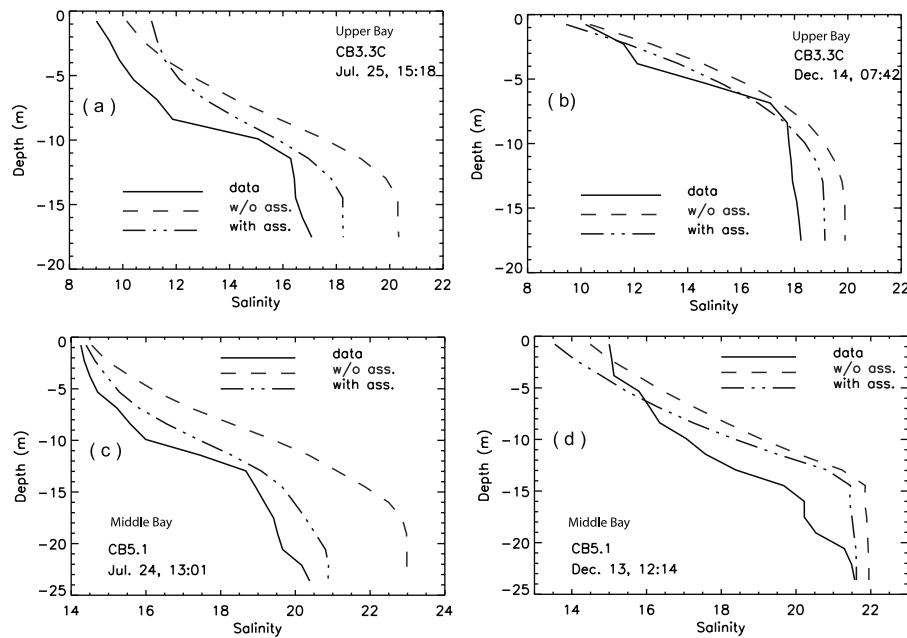 0
-5
-10
-15
-20
Depth (m)
Upper Bay
CB3.3C
Jul. 25, 15:18
(a)
data
w/o ass.
with ass.
8 10 12 14 16 18 20 22
Salinity
0
-5
-10
-15
-20
Depth (m)
Upper Bay
CB3.3C
Dec. 14, 07:42
(b)
data
w/o ass.
with ass.
8 10 12 14 16 18 20 22
Salinity
0
-5
-10
-15
-20
-25
Depth (m)
data
w/o ass.
with ass.
(c)
Middle Bay
CB5.1
Jul. 24, 13:01
14 16 18 20 22 24
Salinity
0
-5
-10
-15
-20
-25
Depth (m)
data
w/o ass.
with ass.
(d)
Middle Bay
CB5.1
Dec. 13, 12:14
14 16 18 20 22
Salinity